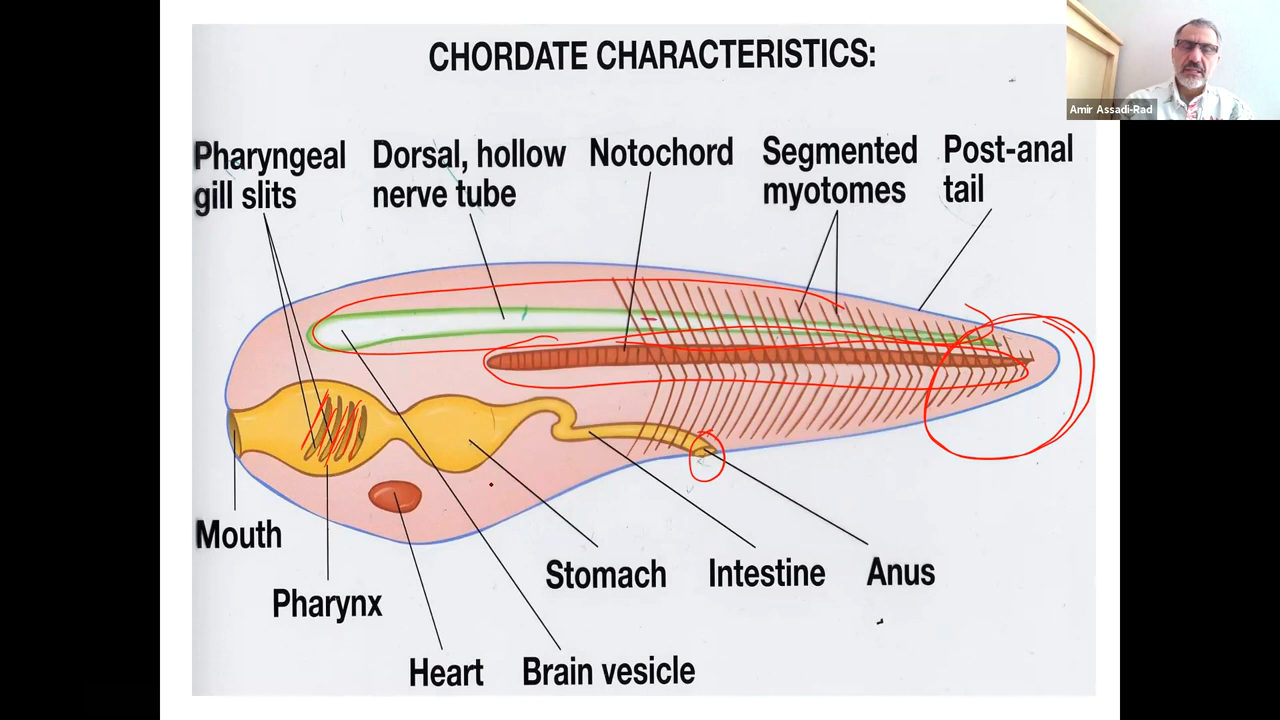 CHORDATE CHARACTERISTICS:
Amir Assadi-Rad
Pharyngeal
gill slits
Dorsal, hollow
nerve tube
Notochord
Segmented
myotomes
Post-anal
tail
Mouth
Pharynx
Heart
Brain vesicle
Stomach
Intestine
Anus